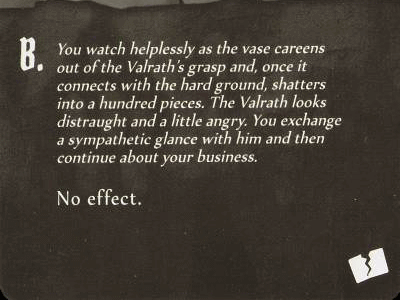 B. You watch helplessly as the vase careens
out of the Valrath's grasp and, once it
connects with the hard ground, shatters
into a hundred pieces. The Valrath looks
distraught and a little angry. You exchange
a sympathetic glance with him and then
continue about your business.
No effect.